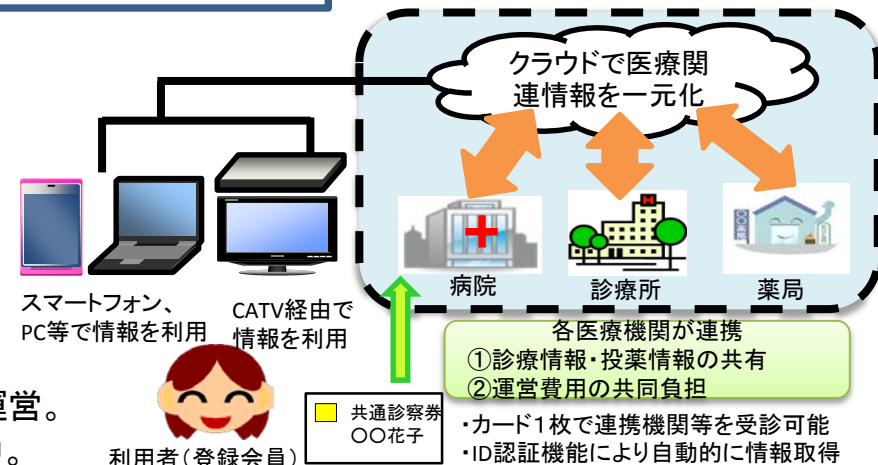 クラウドで医療関
連情報を一元化
病院
診療所
薬局
スマートフォン、
PC等で情報を利用
CATV経由で
情報を利用
各医療機関が連携
①診療情報・投薬情報の共有
②運営費用の共同負担
営。
。
共通診察券
〇〇花子
利用者(登録会員)
・カード1枚で連携機関等を受診可能
・ID認証機能により自動的に情報取得